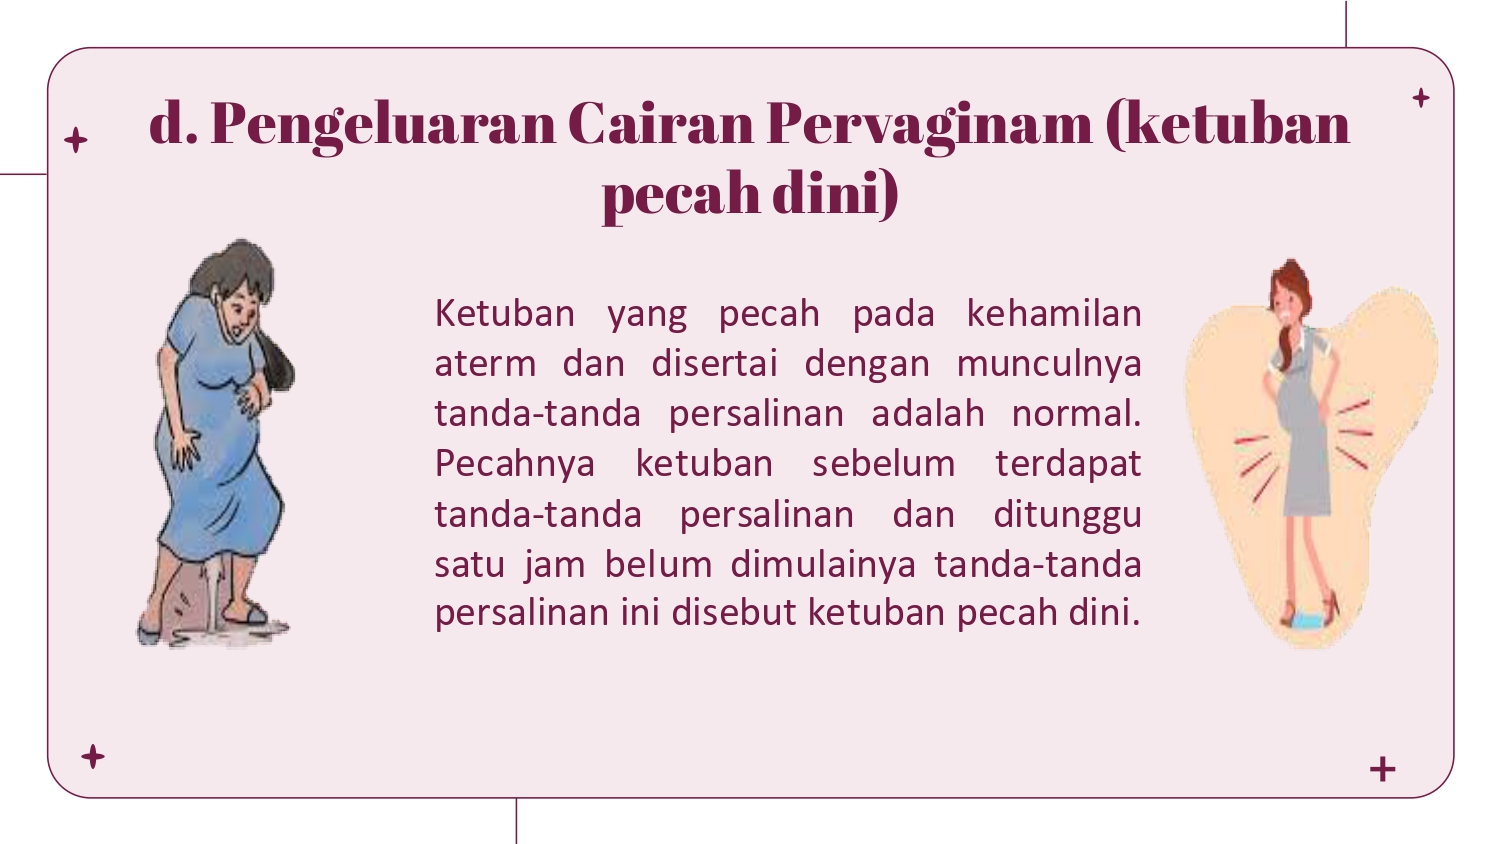 d. Pengeluaran Cairan Pervaginam (ketuban
pecah dini)
Ketuban yang pecah pada kehamilan
aterm dan disertai dengan munculnya
tanda-tanda persalinan adalah normal.
Pecahnya ketuban sebelum terdapat
tanda-tanda persalinan dan ditunggu
satu jam belum dimulainya tanda-tanda
persalinan ini disebut ketuban pecah dini.